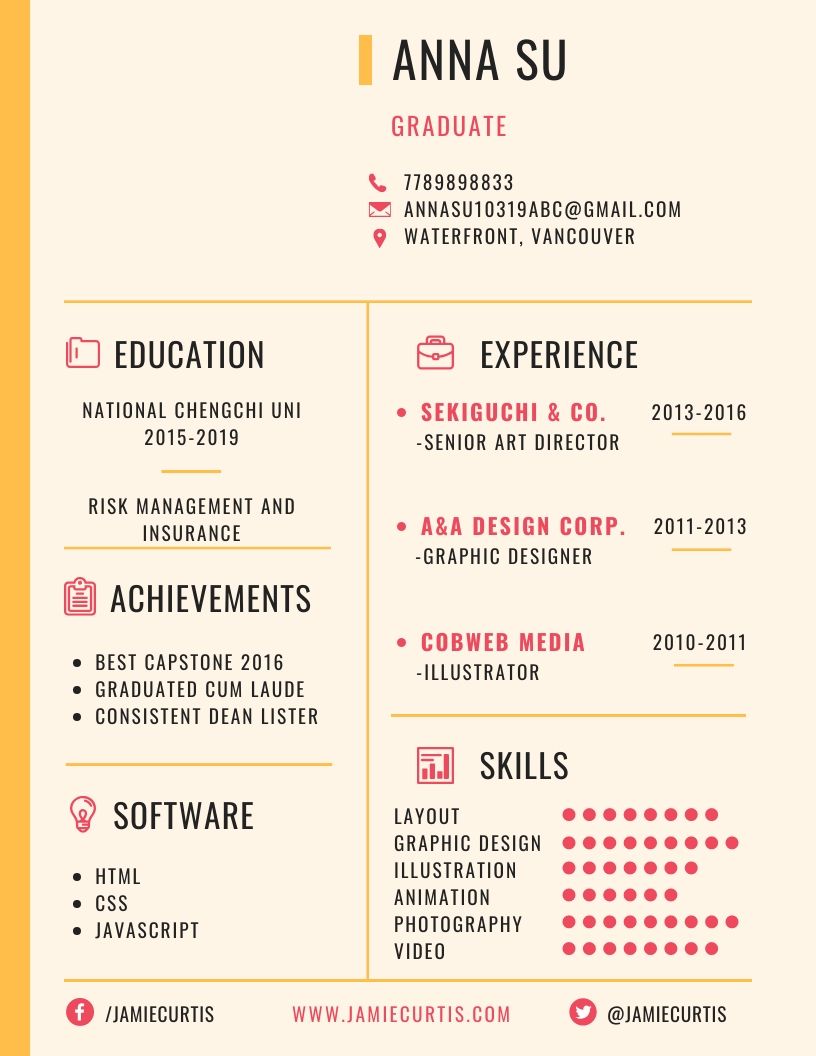 ANNA SU
GRADUATE
7789898833
ANNASU10319ABC@GMAIL.COM
WATERFRONT, VANCOUVER
EDUCATION
NATIONAL CHENGCHI UNI
2015-2019
RISK MANAGEMENT AND
INSURANCE
ACHIEVEMENTS
BEST CAPSTONE 2016
GRADUATED CUM LAUDE
CONSISTENT DEAN LISTER
SOFTWARE
HTML
CSS
JAVASCRIPT
EXPERIENCE
SEKIGUCHI & CO. 2013-2016
-SENIOR ART DIRECTOR
A&A DESIGN CORP. 2011-2013
-GRAPHIC DESIGNER
COBWEB MEDIA 2010-2011
-ILLUSTRATOR
SKILLS
LAYOUT
GRAPHIC DESIGN
ILLUSTRATION
ANIMATION
PHOTOGRAPHY
VIDEO
/JAMIECURTIS WWW.JAMIECURTIS.COM @JAMIECURTIS